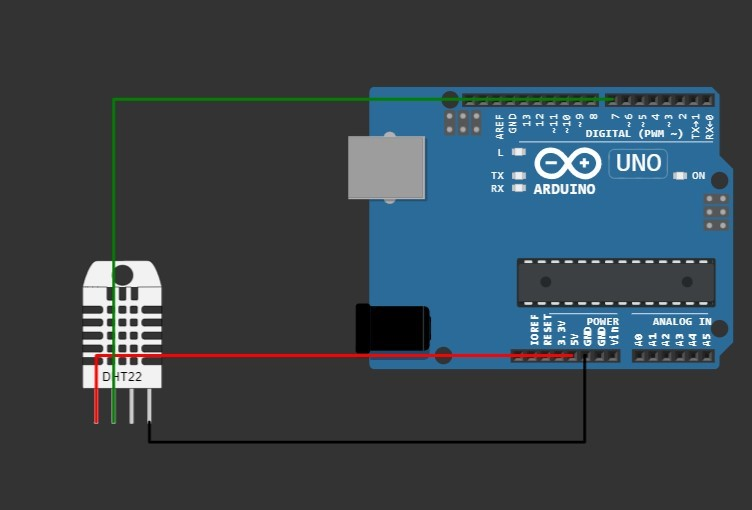 AREF
GND
13
12
~11
~10
~9
8
7
~6
~5
4
~3
2
TX→1
RX←0
DIGITAL (PWM ~)
L
UNO
TX
ON
RX
ARDUINO
IOREF
RESET
3.3V
5V
GND
GND
Vin
POWER
ANALOG IN
A0
A1
A2
A3
A4
A5
DHT22